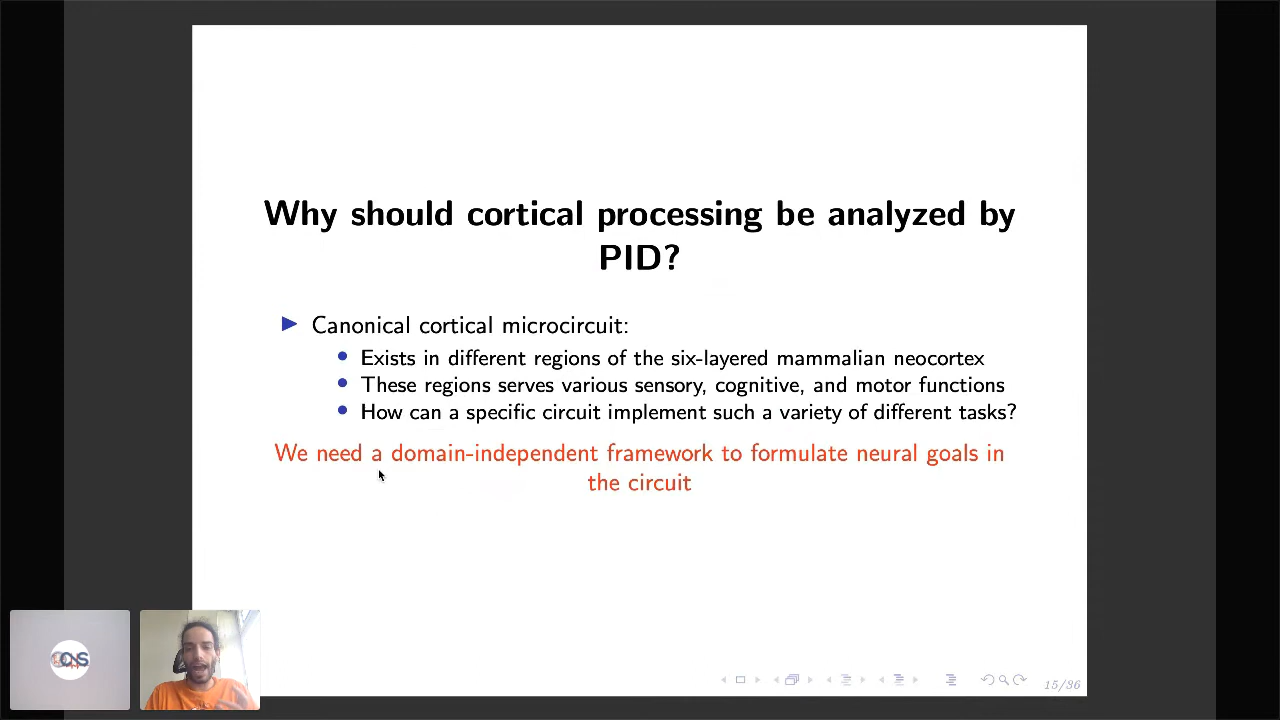 Why should cortical processing be analyzed by
PID?
Canonical cortical microcircuit:
Exists in different regions of the six-layered mammalian neocortex
These regions serves various sensory, cognitive, and motor functions
How can a specific circuit implement such a variety of different tasks?
We need a domain-independent framework to formulate neural goals in
the circuit
15/36